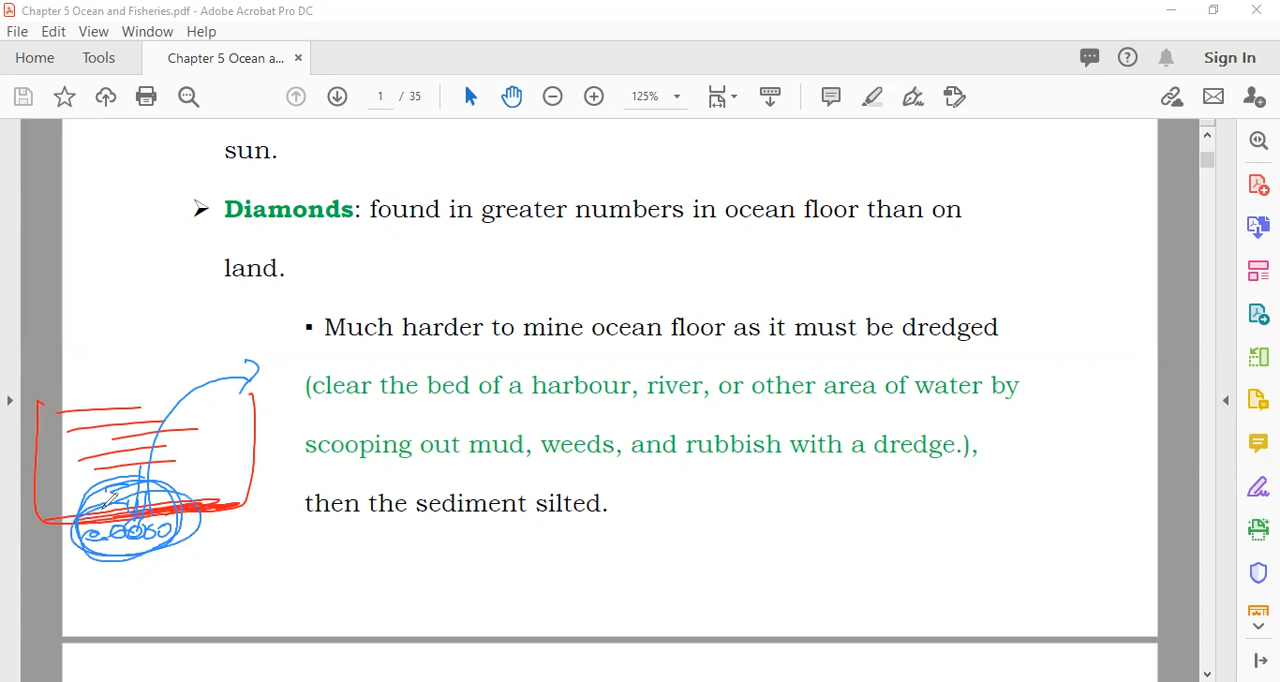 Chapter 5 Ocean and Fisheries.pdf - Adobe Acrobat Pro DC
File Edit View Window Help
Home Tools Chapter 5 Ocean a... × Sign In
1 / 35 125%
sun.
➢ Diamonds: found in greater numbers in ocean floor than on
land.
▪ Much harder to mine ocean floor as it must be dredged
(clear the bed of a harbour, river, or other area of water by
scooping out mud, weeds, and rubbish with a dredge.),
then the sediment silted.